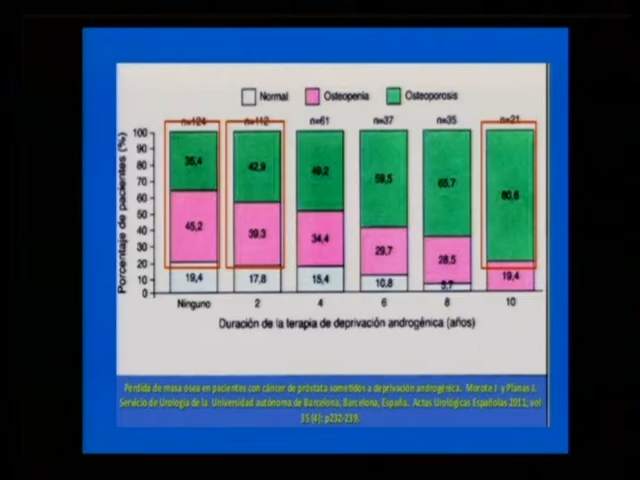 Normal Osteopenia Osteoporosis
n=124 n=112 n=61 n=37 n=35 n=21
Porcentaje de pacientes (%)
100
90
80
70
60
50
40
30
20
10
0
35,4 42,9 49,2 59,5 65,7 80,6
45,2 39,3 34,4 29,7 28,5 19,4
19,4 17,8 15,4 10,8 5,7
Ninguno 2 4 6 8 10
Duración de la terapia de deprivación androgénica (años)
Perdida de masa ósea en pacientes con cáncer de próstata sometidos a deprivación androgénica. Morote J y Planas J.
Servicio de Urología de la Universidad autónoma de Barcelona, Barcelona, España. Actas Urológicas Españolas 2011; vol
35 (4): p232-239.